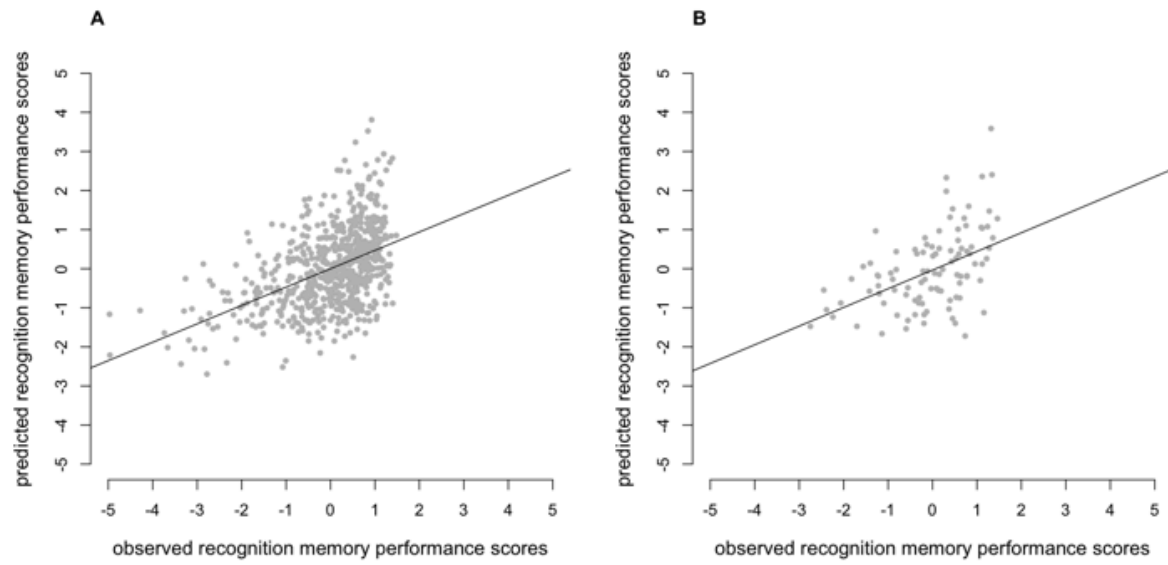 A
predicted recognition memory performance scores
5
4
3
2
1
0
-1
-2
-3
-4
-5
-5 -4 -3 -2 -1 0 1 2 3 4 5
observed recognition memory performance scores
B
predicted recognition memory performance scores
5
4
3
2
1
0
-1
-2
-3
-4
-5
-5 -4 -3 -2 -1 0 1 2 3 4 5
observed recognition memory performance scores